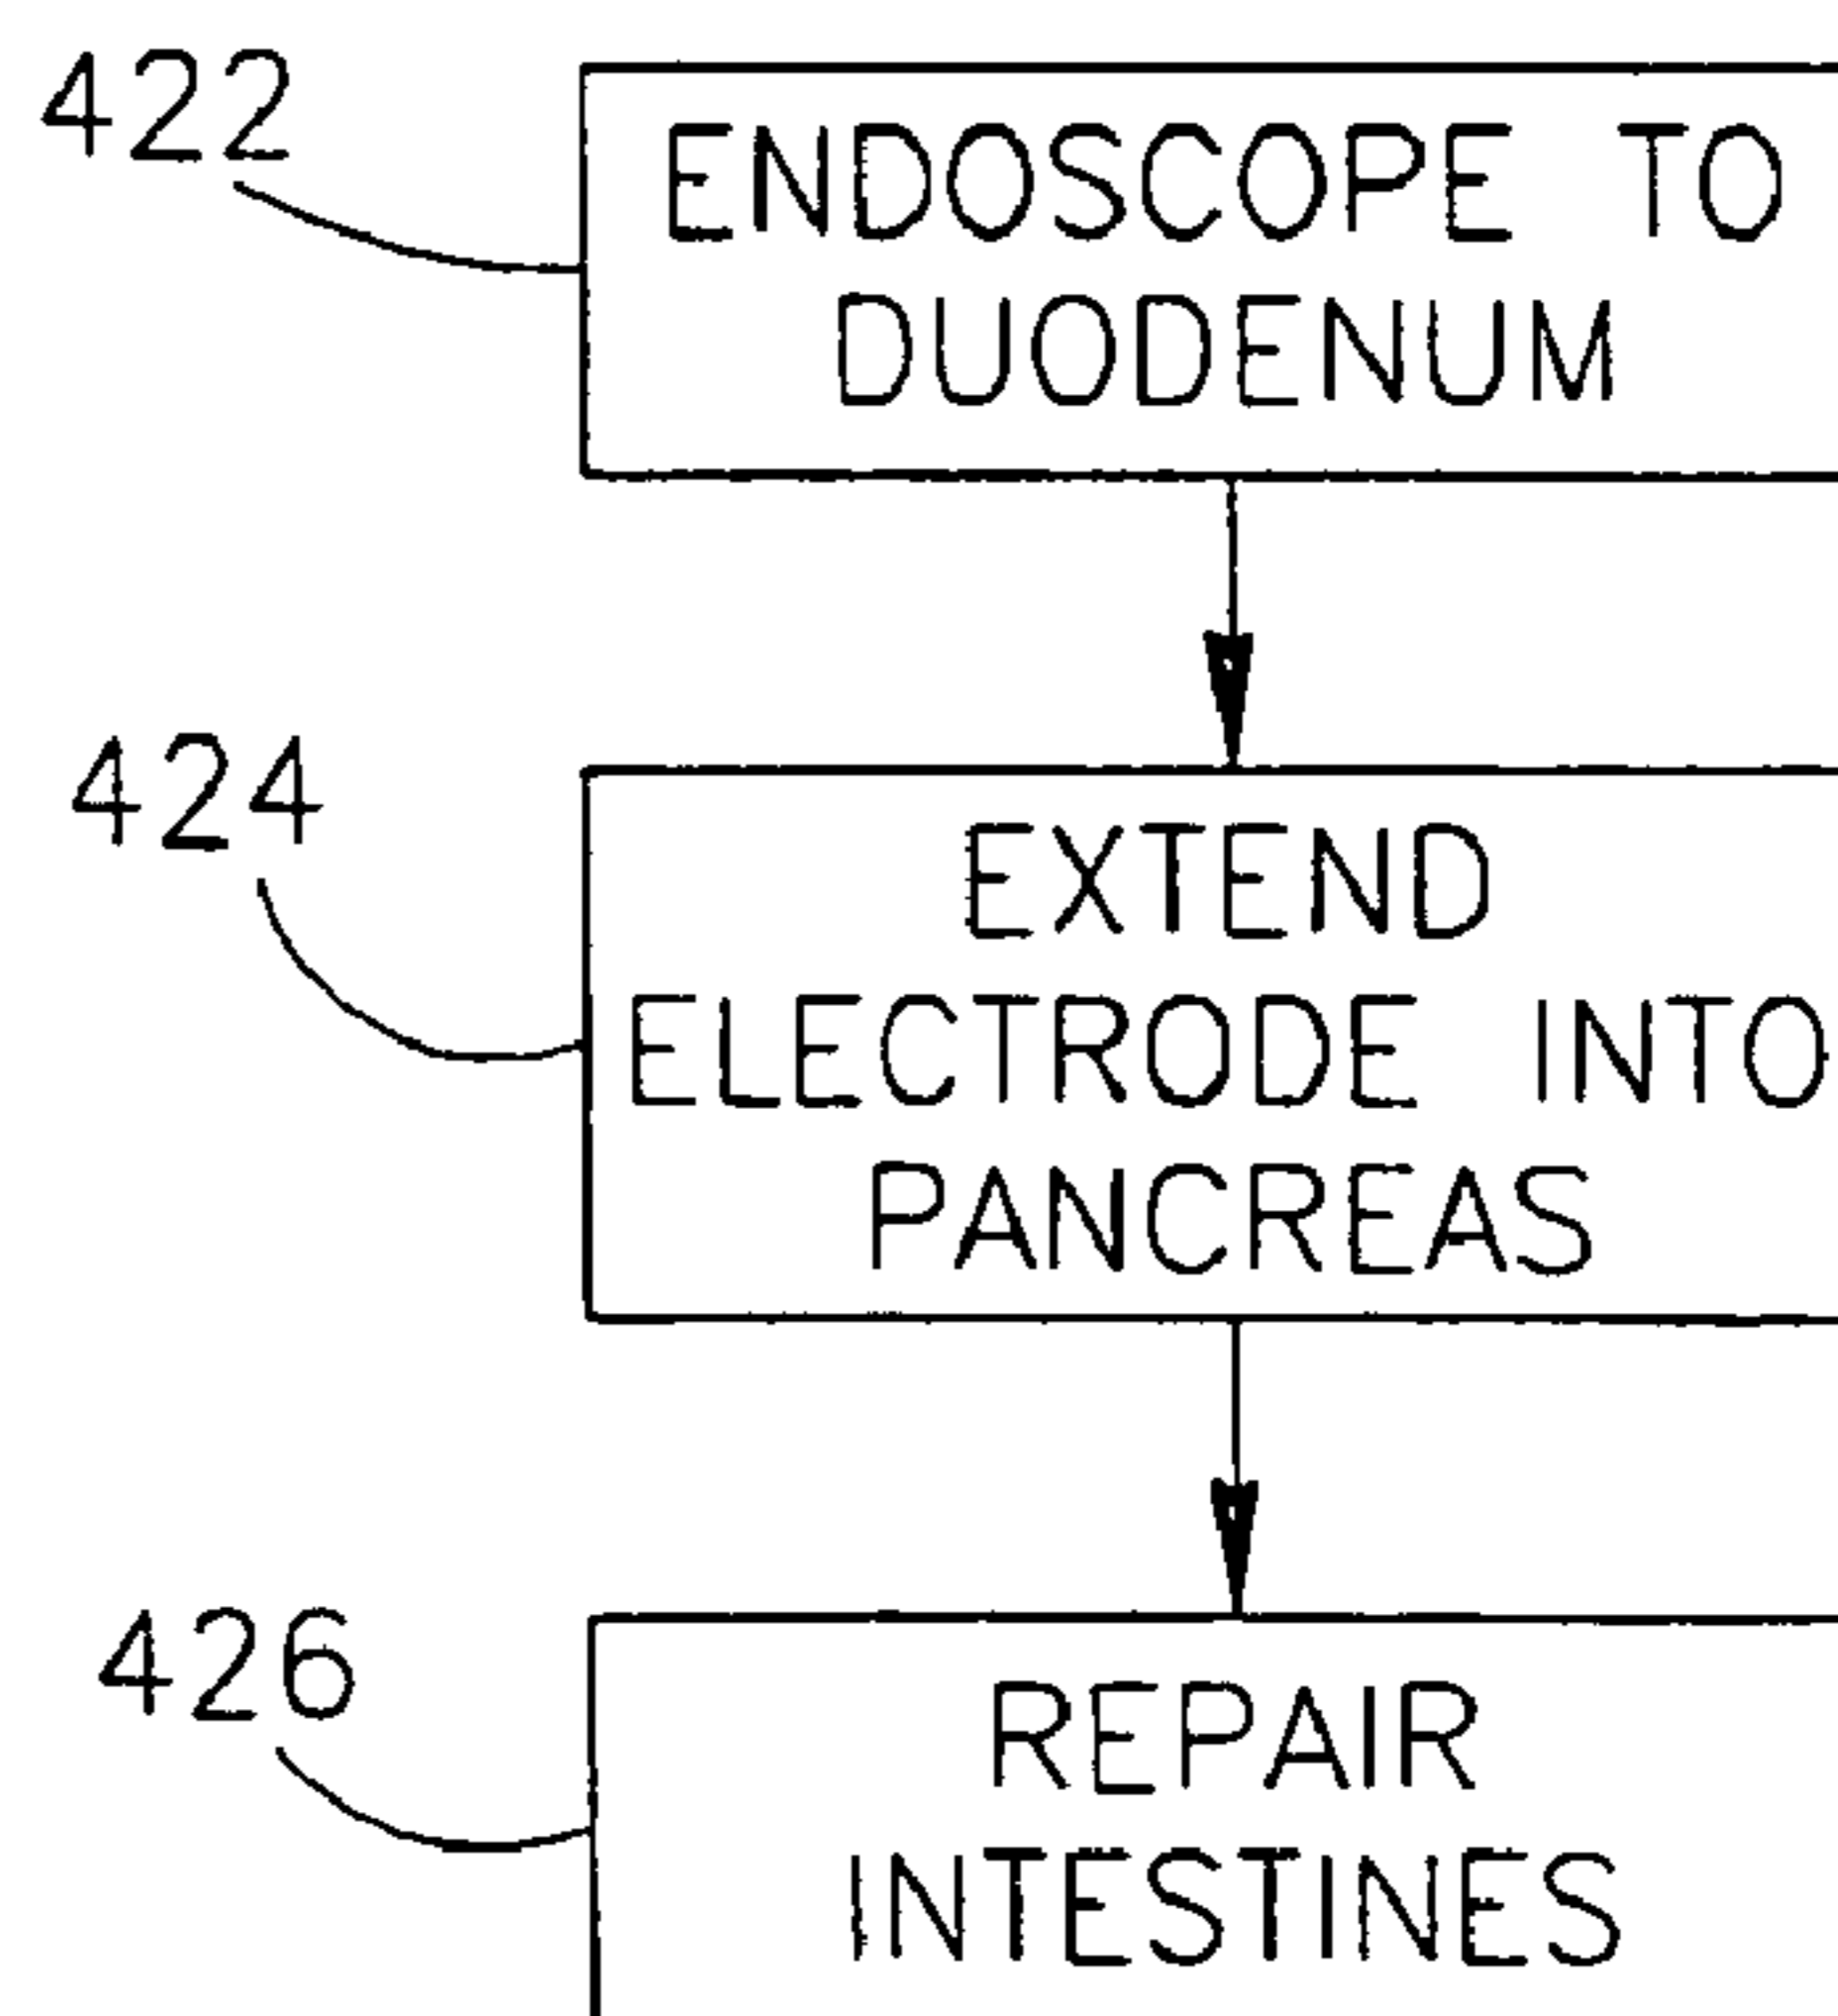 422
ENDOSCOPE TO
DUODENUM
424
EXTEND
ELECTRODE INTO
PANCREAS
426
REPAIR
INTESTINES